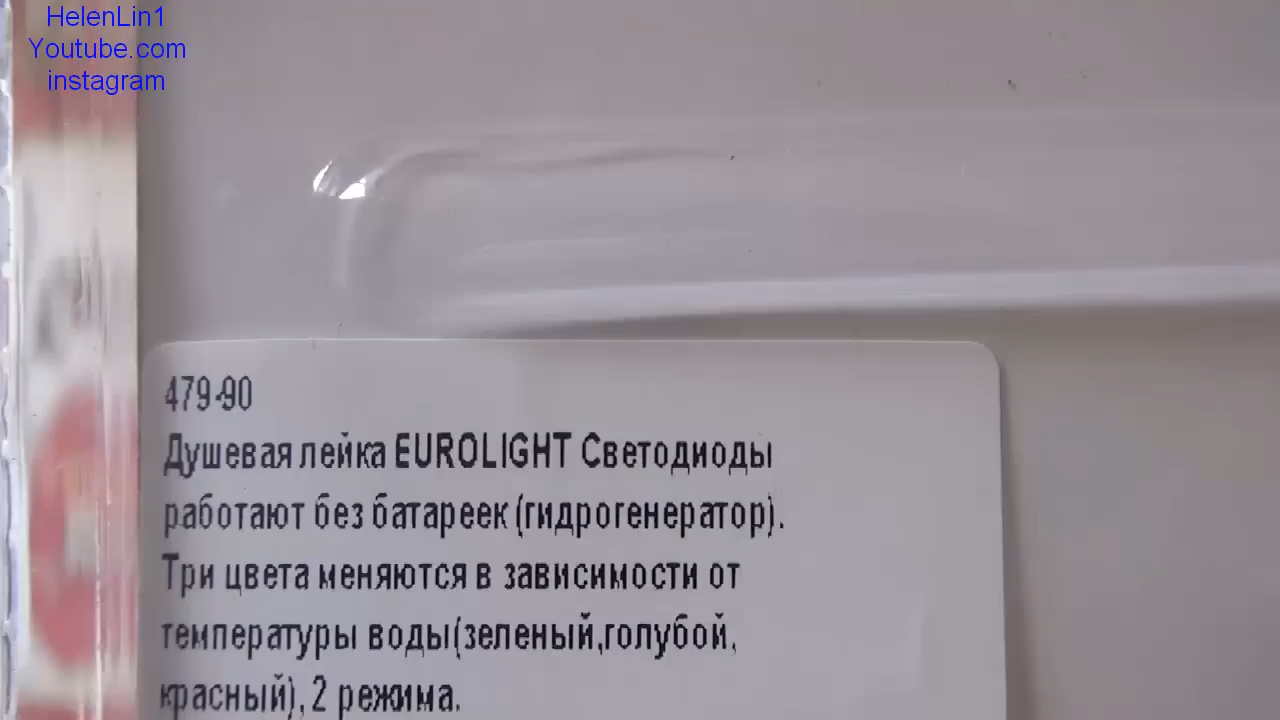 HelenLin1
Youtube.com
instagram
479-90
Душевая лейка EUROLIGHT Светодиоды
работают без батареек (гидрогенератор).
Три цвета меняются в зависимости от
температуры воды(зеленый,голубой,
красный), 2 режима.